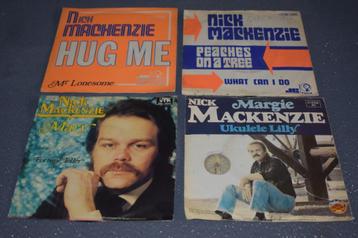 Nick
MACKENZIE
HUG ME
Mr Lonesome
NICK
MACKENZIE
PEACHES
ON A TREE
WHAT CAN I DO
Nick
MacKenzie
Margie
NICK MACKENZIE
Ukulele Lilly